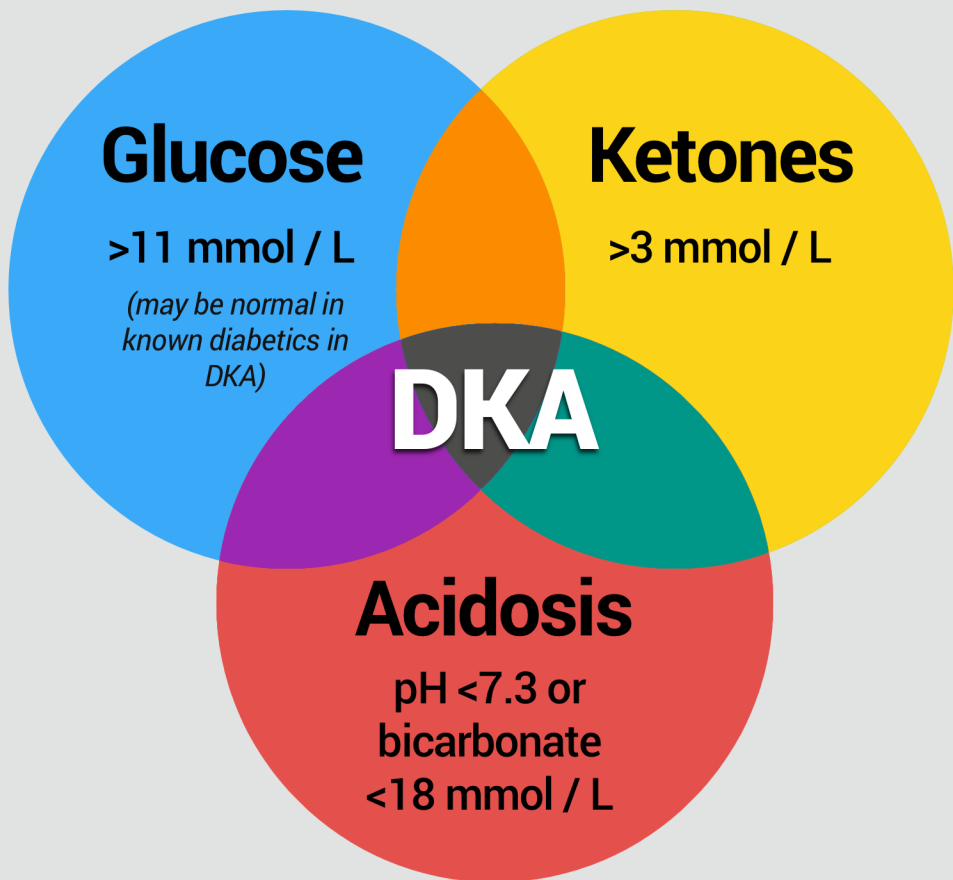 Glucose
>11 mmol / L
(may be normal in
known diabetics in
DKA)
Ketones
>3 mmol / L
DKA
Acidosis
pH <7.3 or
bicarbonate
<18 mmol / L